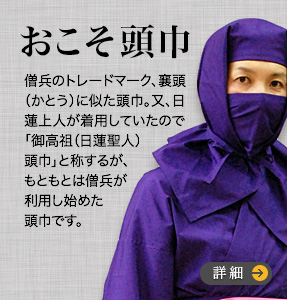 おこそ頭巾
僧兵のトレードマーク、裹頭
（かとう）に似た頭巾。又、日
蓮上人が着用していたので
「御高祖（日蓮聖人）
頭巾」と称するが、
もともとは僧兵が
利用し始めた
頭巾です。
詳細